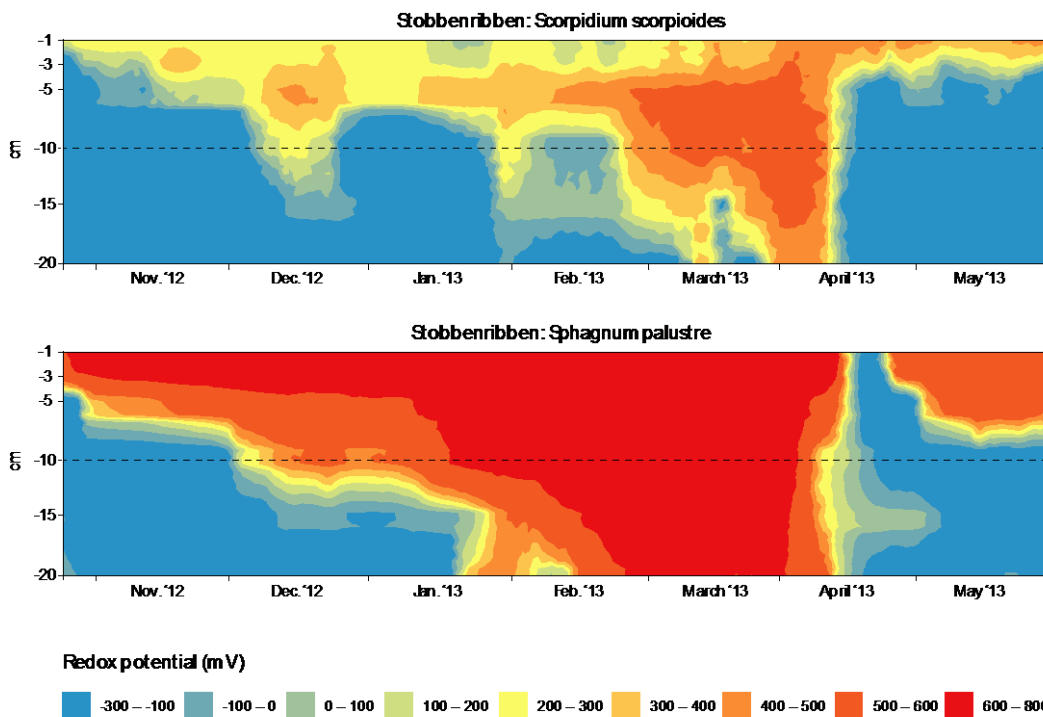 Stobbenribben: Scorpidium scorpioides
-1
-3
-5
-10
-15
-20
cm
Nov. '12 Dec. '12 Jan. '13 Feb. '13 March '13 April '13 May '13
Stobbenribben: Sphagnum palustre
-1
-3
-5
-10
-15
-20
cm
Nov. '12 Dec. '12 Jan. '13 Feb. '13 March '13 April '13 May '13
Redox potential (mV)
-300 – -100 -100 – 0 0 – 100 100 – 200 200 – 300 300 – 400 400 – 500 500 – 600 600 – 800